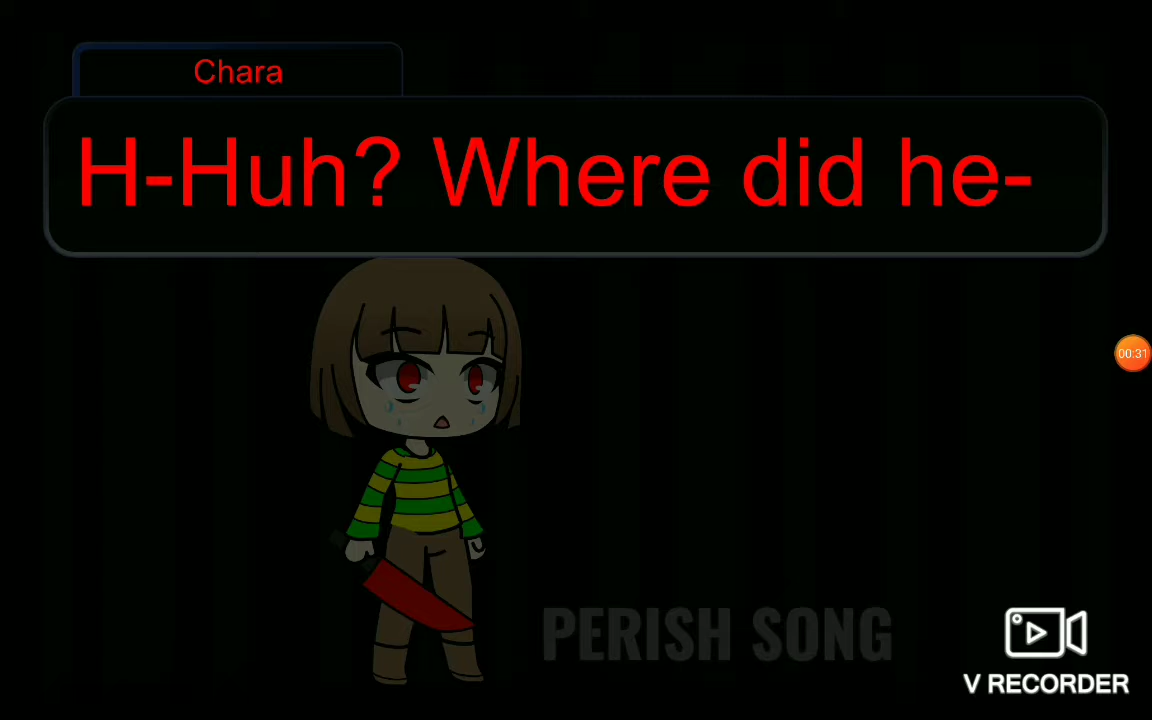 Chara
H-Huh? Where did he-
00:31
PERISH SONG
V RECORDER